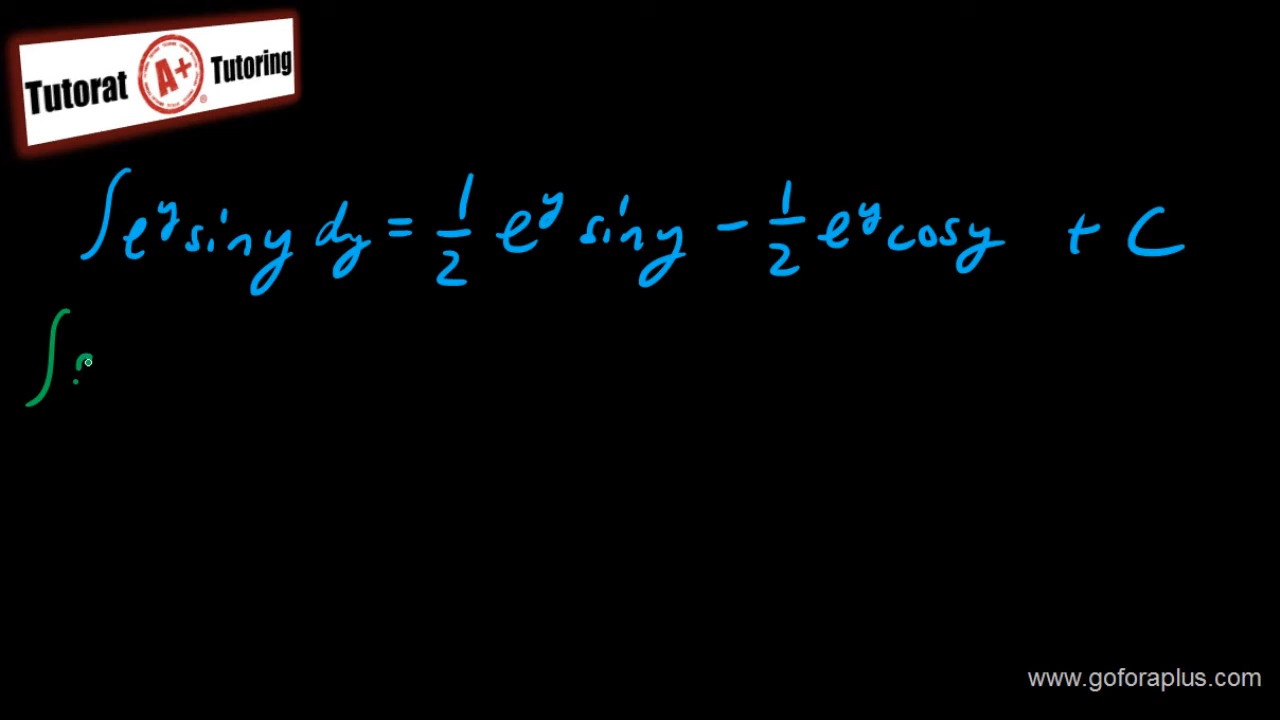 Tutorat A+ Tutoring
∫ e^y sin y dy = 1/2 e^y sin y - 1/2 e^y cos y + C
∫
www.goforaplus.com